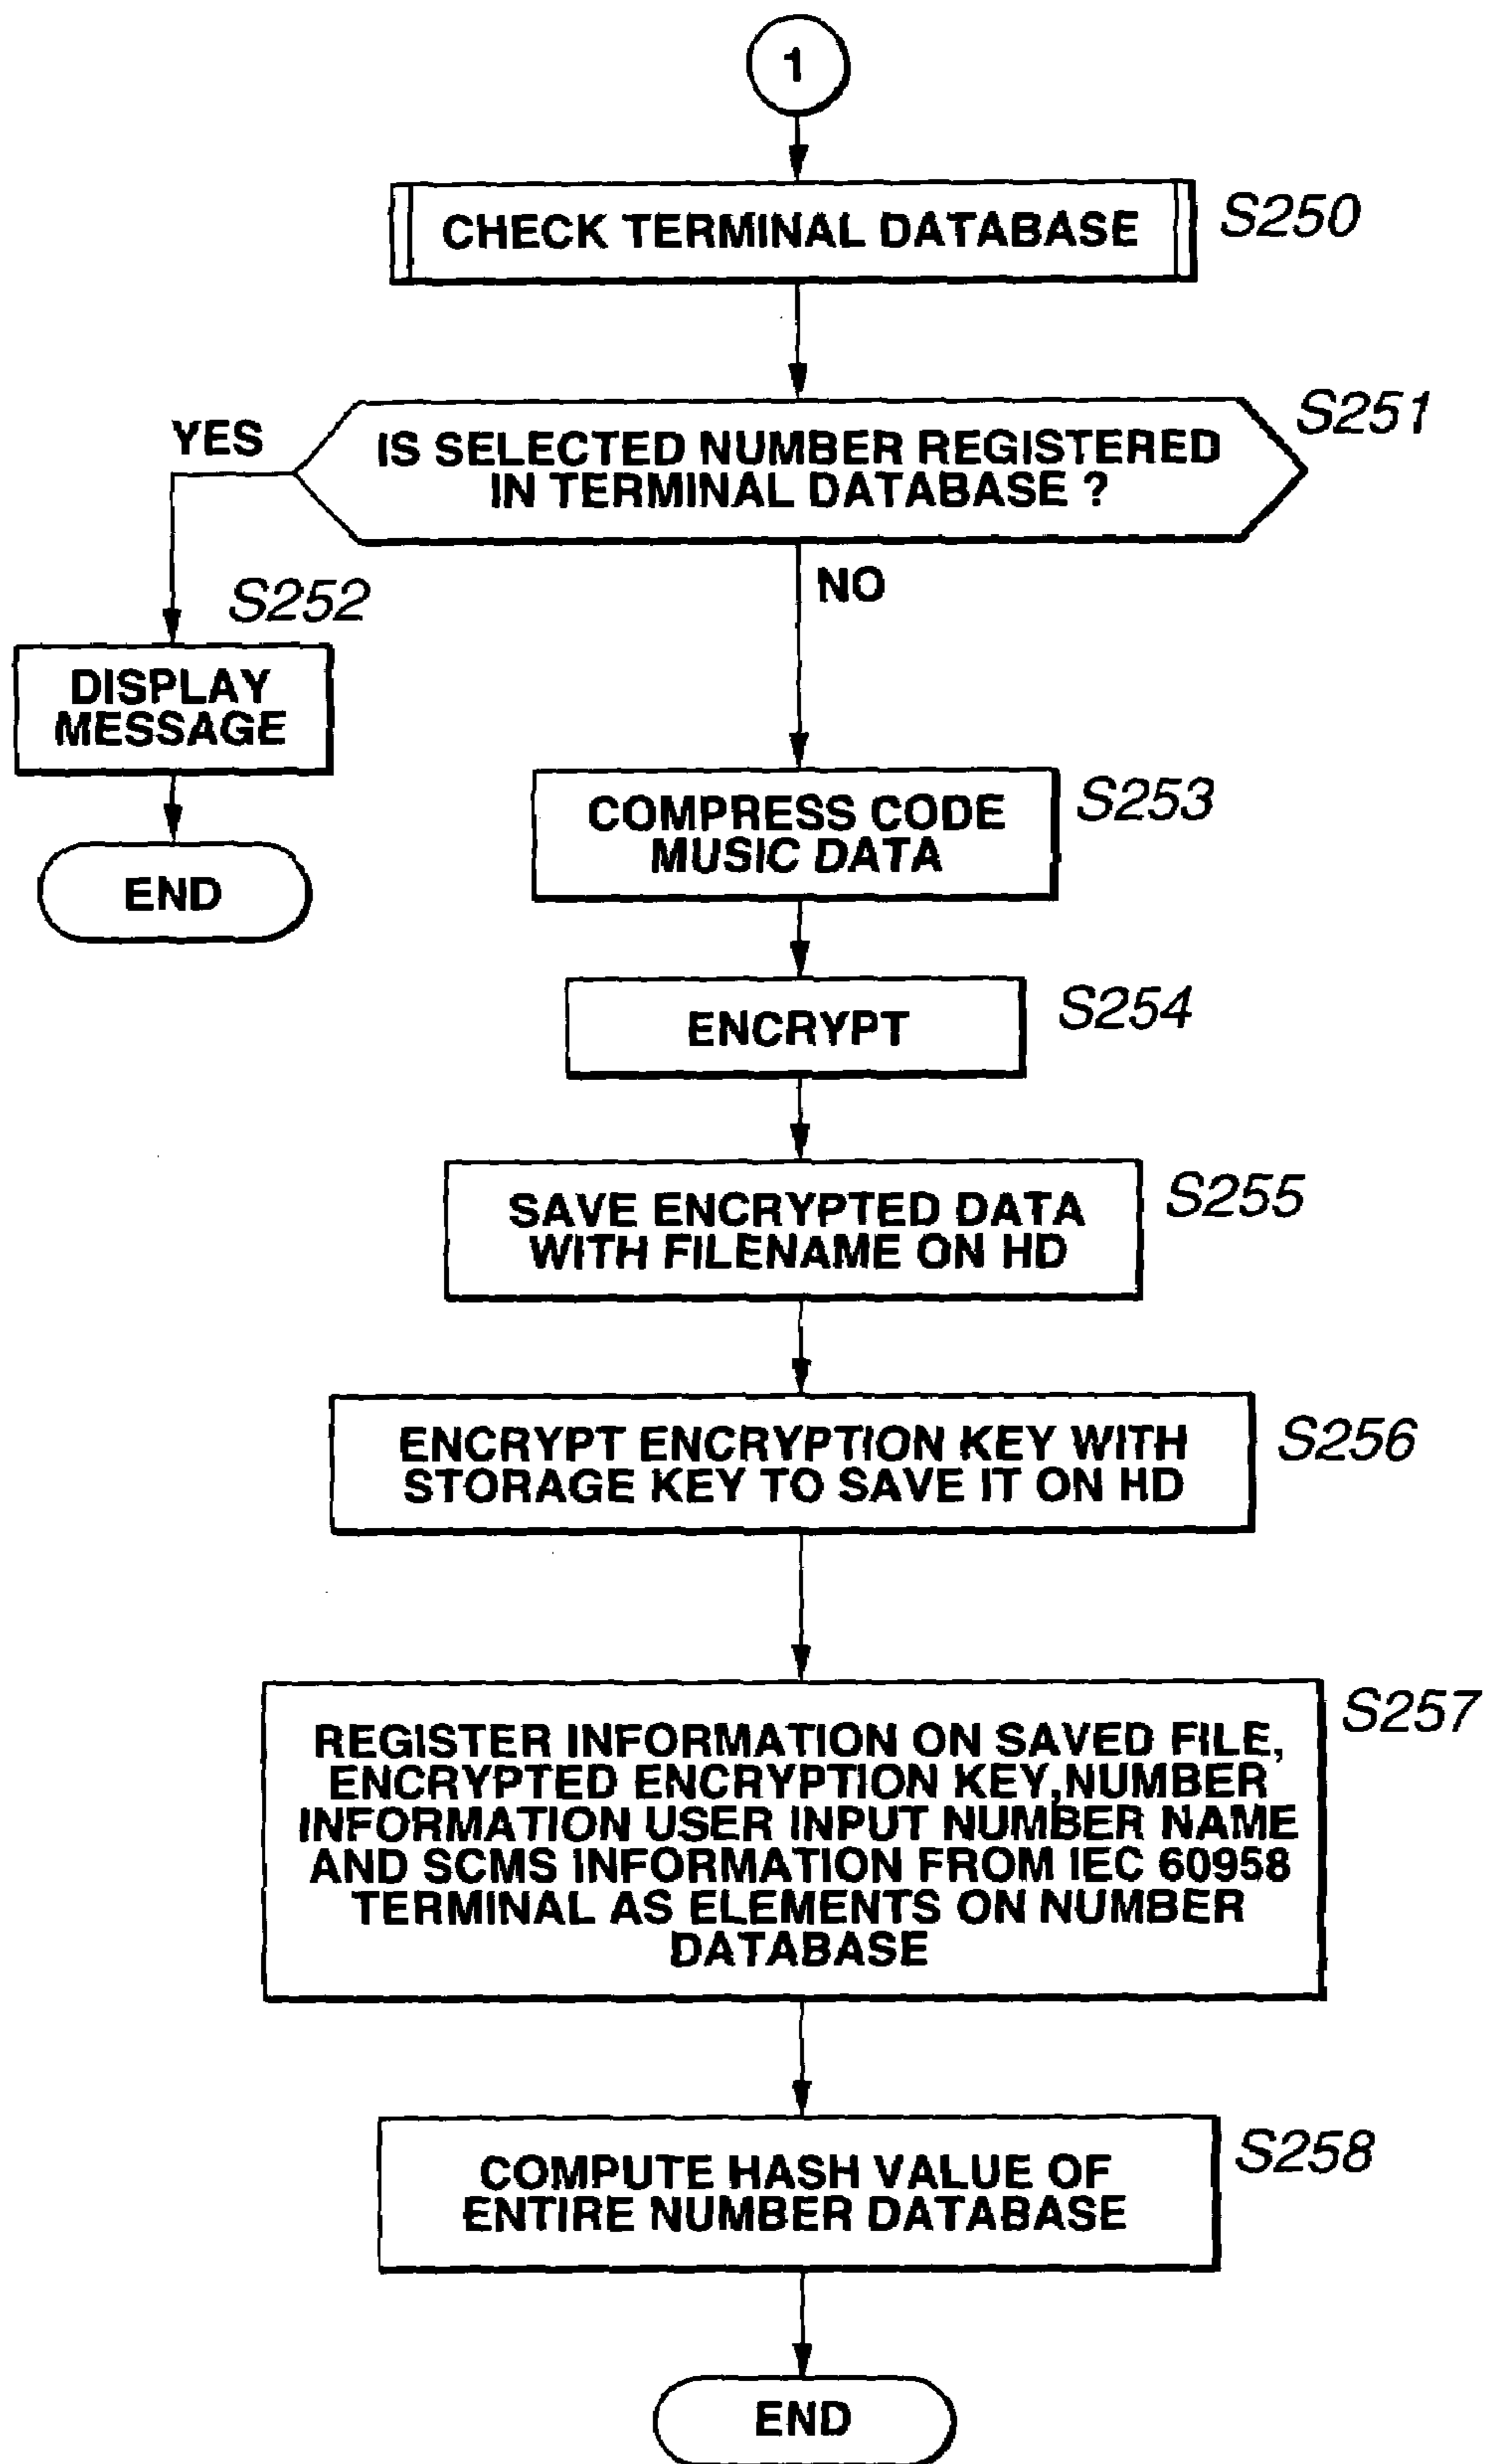 1
CHECK TERMINAL DATABASE
S250
S251
YES
IS SELECTED NUMBER REGISTERED
IN TERMINAL DATABASE ?
NO
S252
DISPLAY
MESSAGE
END
COMPRESS CODE
MUSIC DATA
S253
ENCRYPT
S254
SAVE ENCRYPTED DATA
WITH FILENAME ON HD
S255
ENCRYPT ENCRYPTION KEY WITH
STORAGE KEY TO SAVE IT ON HD
S256
REGISTER INFORMATION ON SAVED FILE,
ENCRYPTED ENCRYPTION KEY,NUMBER
INFORMATION USER INPUT NUMBER NAME
AND SCMS INFORMATION FROM IEC 60958
TERMINAL AS ELEMENTS ON NUMBER
DATABASE
S257
COMPUTE HASH VALUE OF
ENTIRE NUMBER DATABASE
S258
END